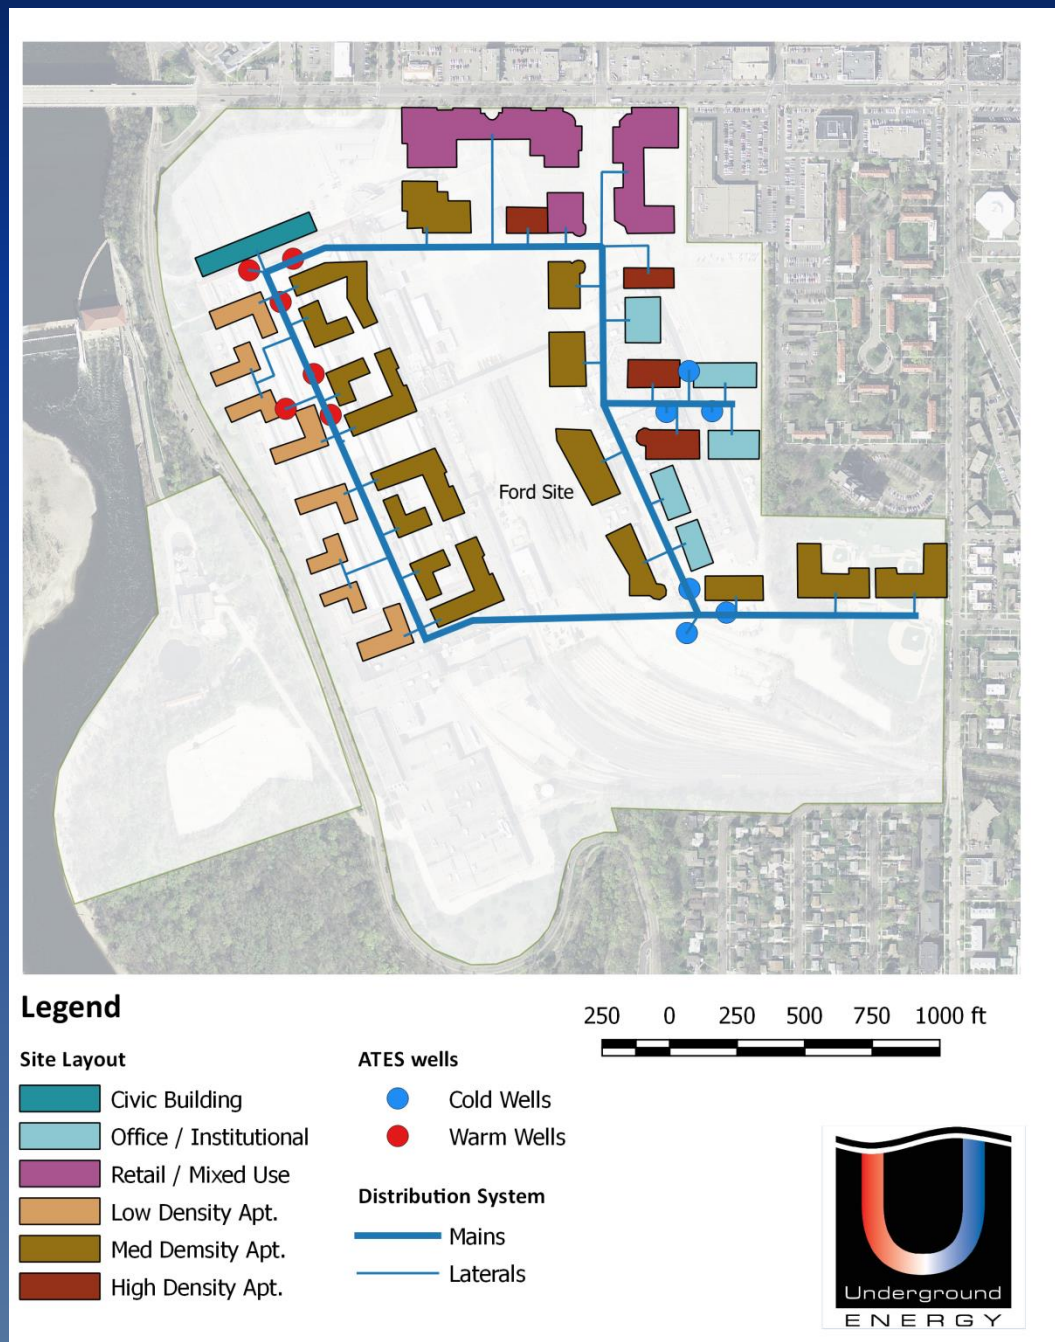 Ford Site
Legend
250 0 250 500 750 1000 ft
Site Layout
Civic Building
Office / Institutional
Retail / Mixed Use
Low Density Apt.
Med Demsity Apt.
High Density Apt.
ATES wells
Cold Wells
Warm Wells
Distribution System
Mains
Laterals
Underground
ENERGY